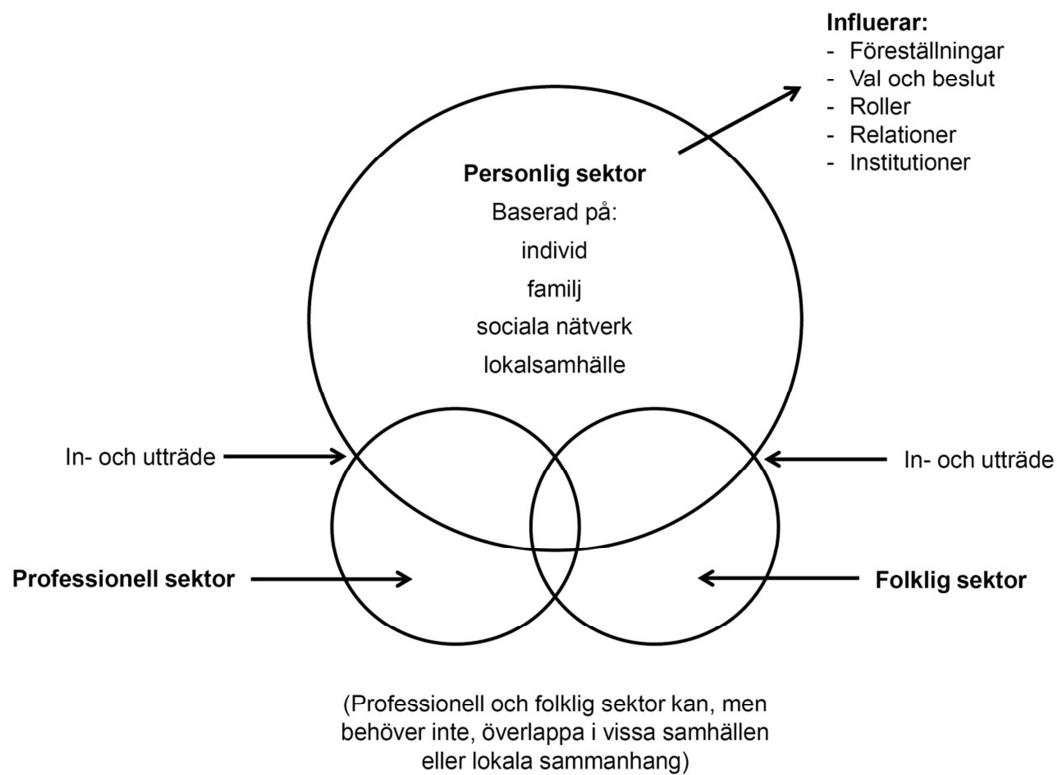 Influerar:
- Föreställningar
- Val och beslut
- Roller
- Relationer
- Institutioner
Personlig sektor
Baserad på:
individ
familj
sociala nätverk
lokalsamhälle
In- och utträde
In- och utträde
Professionell sektor
Folklig sektor
(Professionell och folklig sektor kan, men
behöver inte, överlappa i vissa samhällen
eller lokala sammanhang)